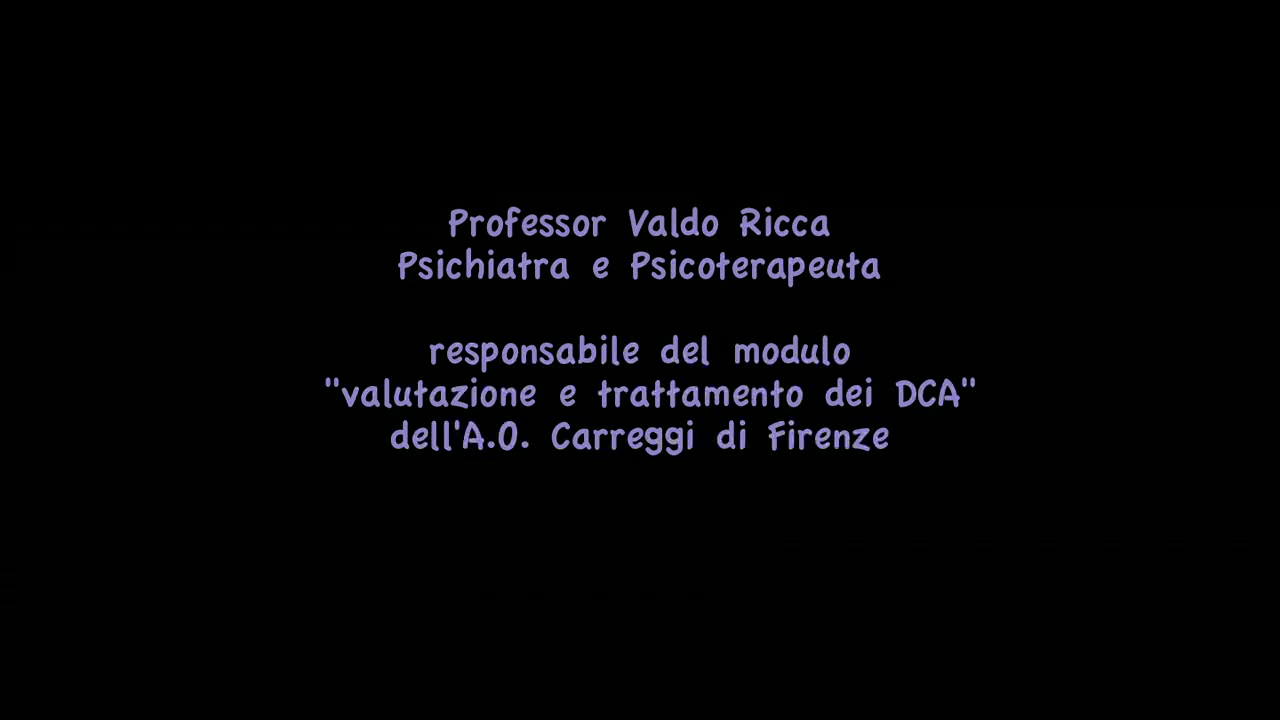 Professor Valdo Ricca
Psichiatra e Psicoterapeuta
responsabile del modulo
"valutazione e trattamento dei DCA"
dell'A.O. Carreggi di Firenze